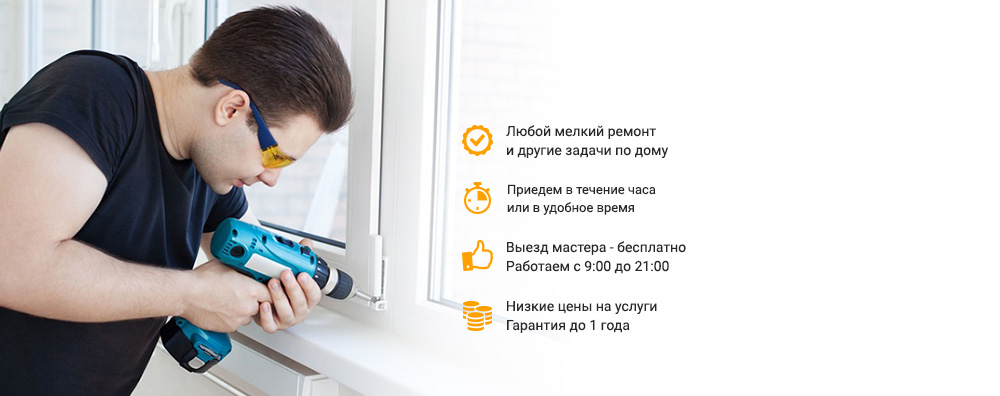 Любой мелкий ремонт
и другие задачи по дому
Приедем в течение часа
или в удобное время
Выезд мастера - бесплатно
Работаем с 9:00 до 21:00
Низкие цены на услуги
Гарантия до 1 года